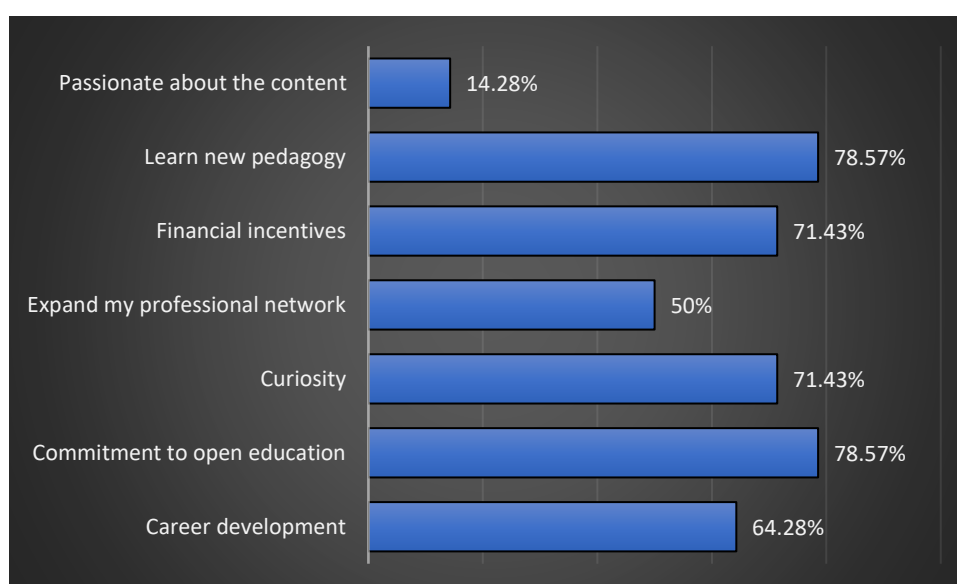 Passionate about the content 14.28%
Learn new pedagogy 78.57%
Financial incentives 71.43%
Expand my professional network 50%
Curiosity 71.43%
Commitment to open education 78.57%
Career development 64.28%